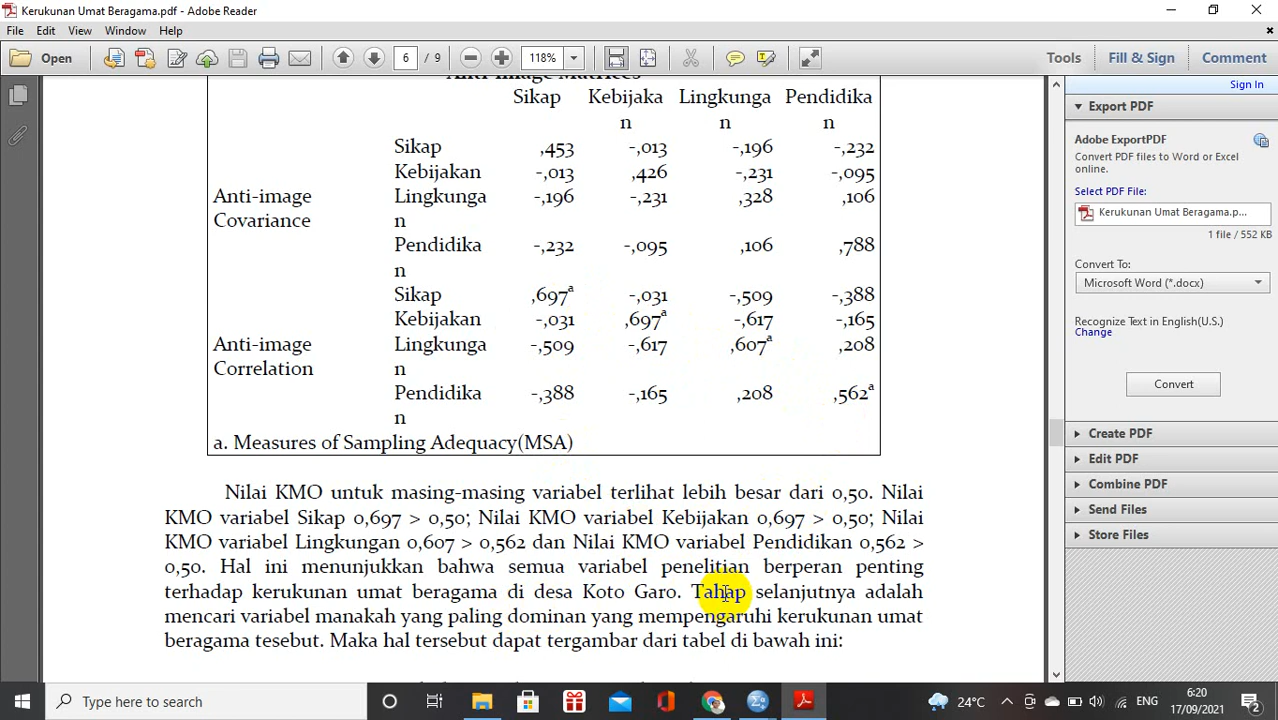 Kerukunan Umat Beragama.pdf - Adobe Reader
File Edit View Window Help
Open 6 / 9 118% Tools Fill & Sign Comment
Sign In
Anti-Image Matrices
Sikap Kebijaka Lingkunga Pendidika
n n n
Sikap ,453 -,013 -,196 -,232
Kebijakan -,013 ,426 -,231 -,095
Anti-image Lingkunga -,196 -,231 ,328 ,106
Covariance n
Pendidika -,232 -,095 ,106 ,788
n
Sikap ,697a -,031 -,509 -,388
Kebijakan -,031 ,697a -,617 -,165
Anti-image Lingkunga -,509 -,617 ,607a ,208
Correlation n
Pendidika -,388 -,165 ,208 ,562a
n
a. Measures of Sampling Adequacy(MSA)
Nilai KMO untuk masing-masing variabel terlihat lebih besar dari 0,50. Nilai
KMO variabel Sikap 0,697 > 0,50; Nilai KMO variabel Kebijakan 0,697 > 0,50; Nilai
KMO variabel Lingkungan 0,607 > 0,562 dan Nilai KMO variabel Pendidikan 0,562 >
0,50. Hal ini menunjukkan bahwa semua variabel penelitian berperan penting
terhadap kerukunan umat beragama di desa Koto Garo. Tahap selanjutnya adalah
mencari variabel manakah yang paling dominan yang mempengaruhi kerukunan umat
beragama tesebut. Maka hal tersebut dapat tergambar dari tabel di bawah ini:
Export PDF
Adobe ExportPDF
Convert PDF files to Word or Excel
online.
Select PDF File:
Kerukunan Umat Beragama.p...
1 file / 552 KB
Convert To:
Microsoft Word (*.docx)
Recognize Text in English(U.S.)
Change
Convert
Create PDF
Edit PDF
Combine PDF
Send Files
Store Files
Type here to search
24°C ENG 6:20
17/09/2021 2